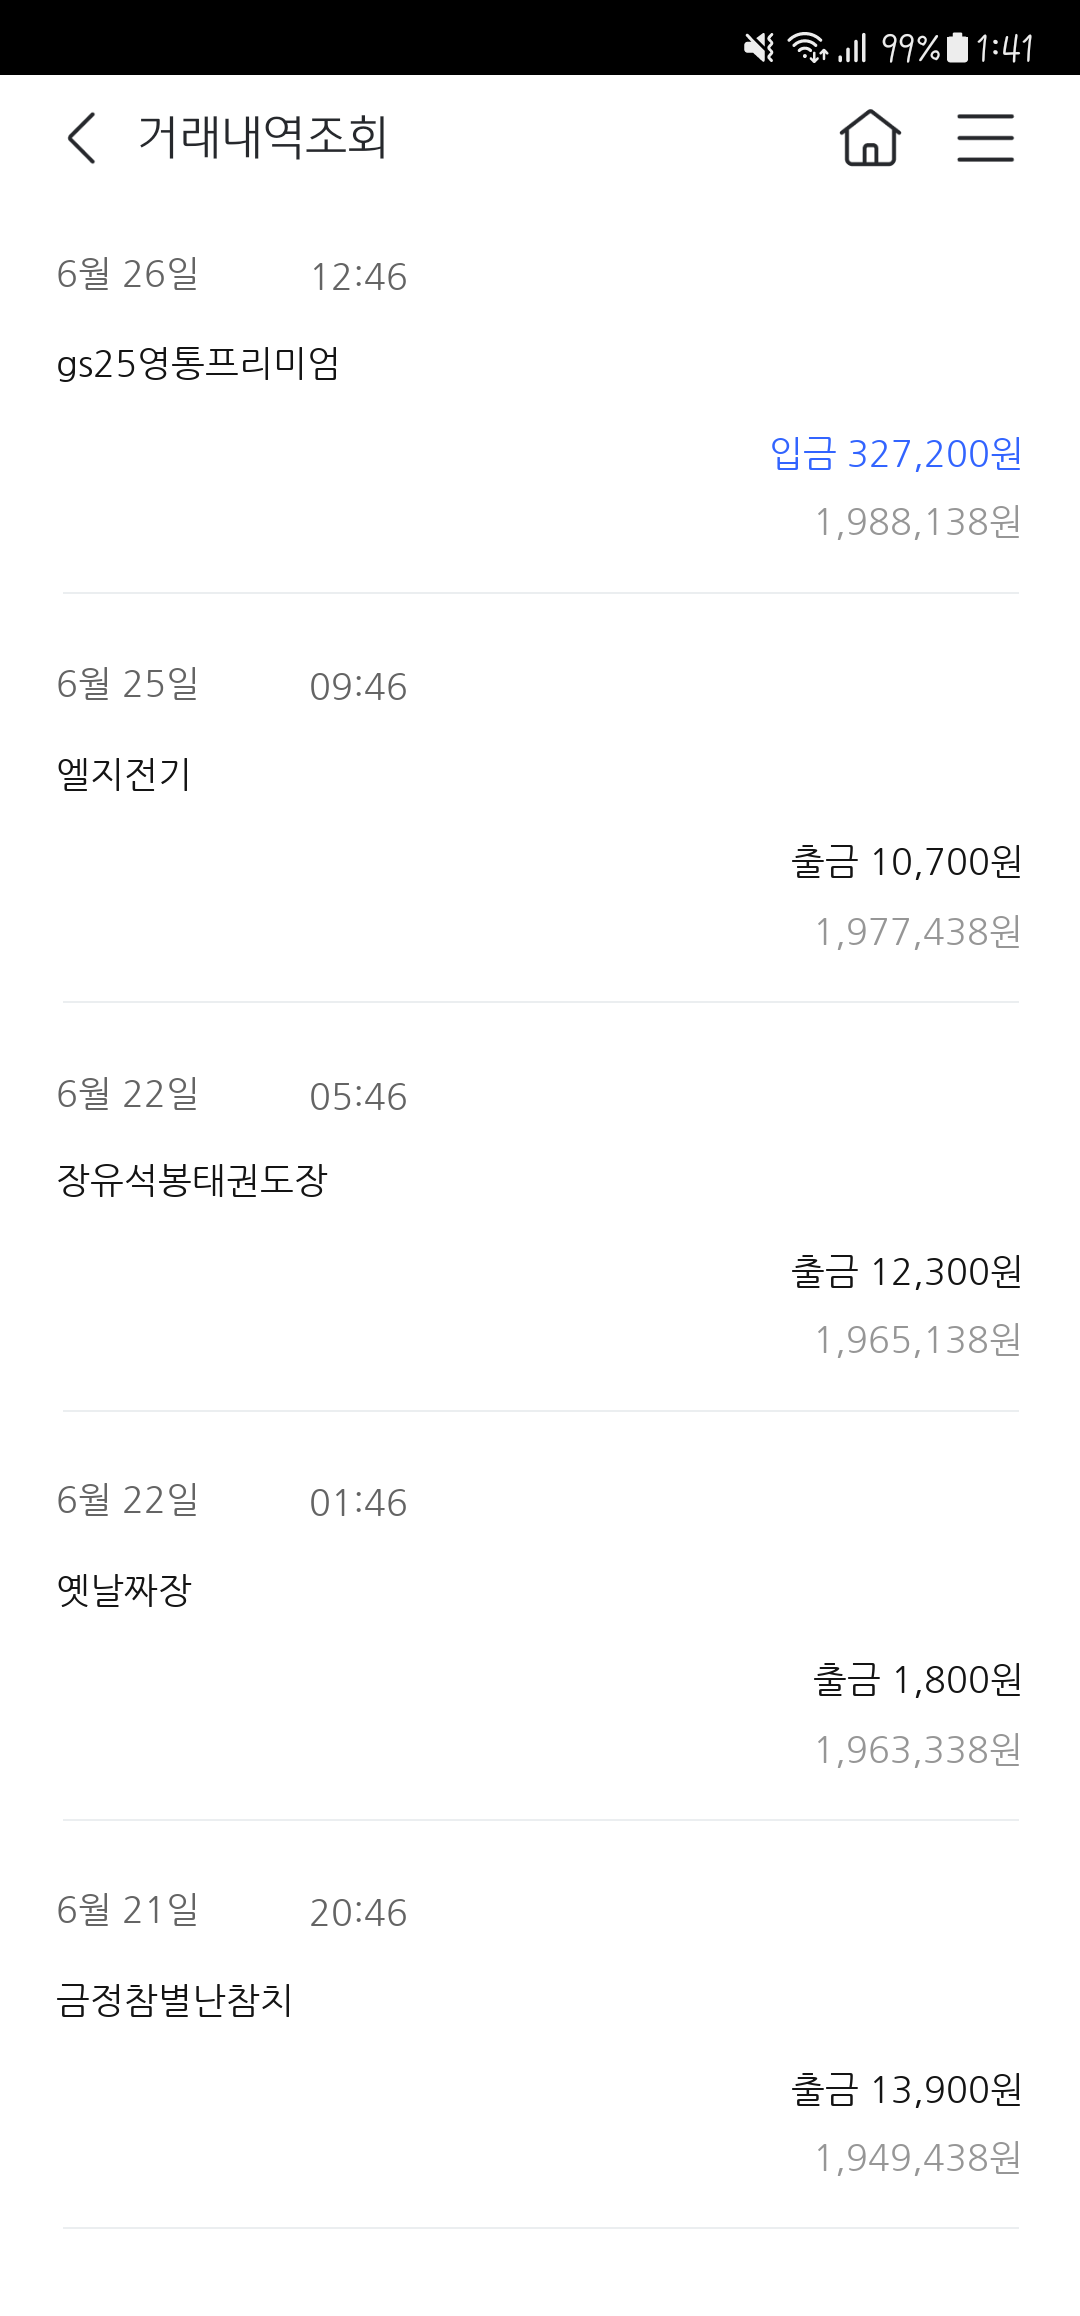 99% 1:41
거래내역조회
6월 26일 12:46
gs25영통프리미엄
입금 327,200원
1,988,138원
6월 25일 09:46
엘지전기
출금 10,700원
1,977,438원
6월 22일 05:46
장유석봉태권도장
출금 12,300원
1,965,138원
6월 22일 01:46
옛날짜장
출금 1,800원
1,963,338원
6월 21일 20:46
금정참별난참치
출금 13,900원
1,949,438원